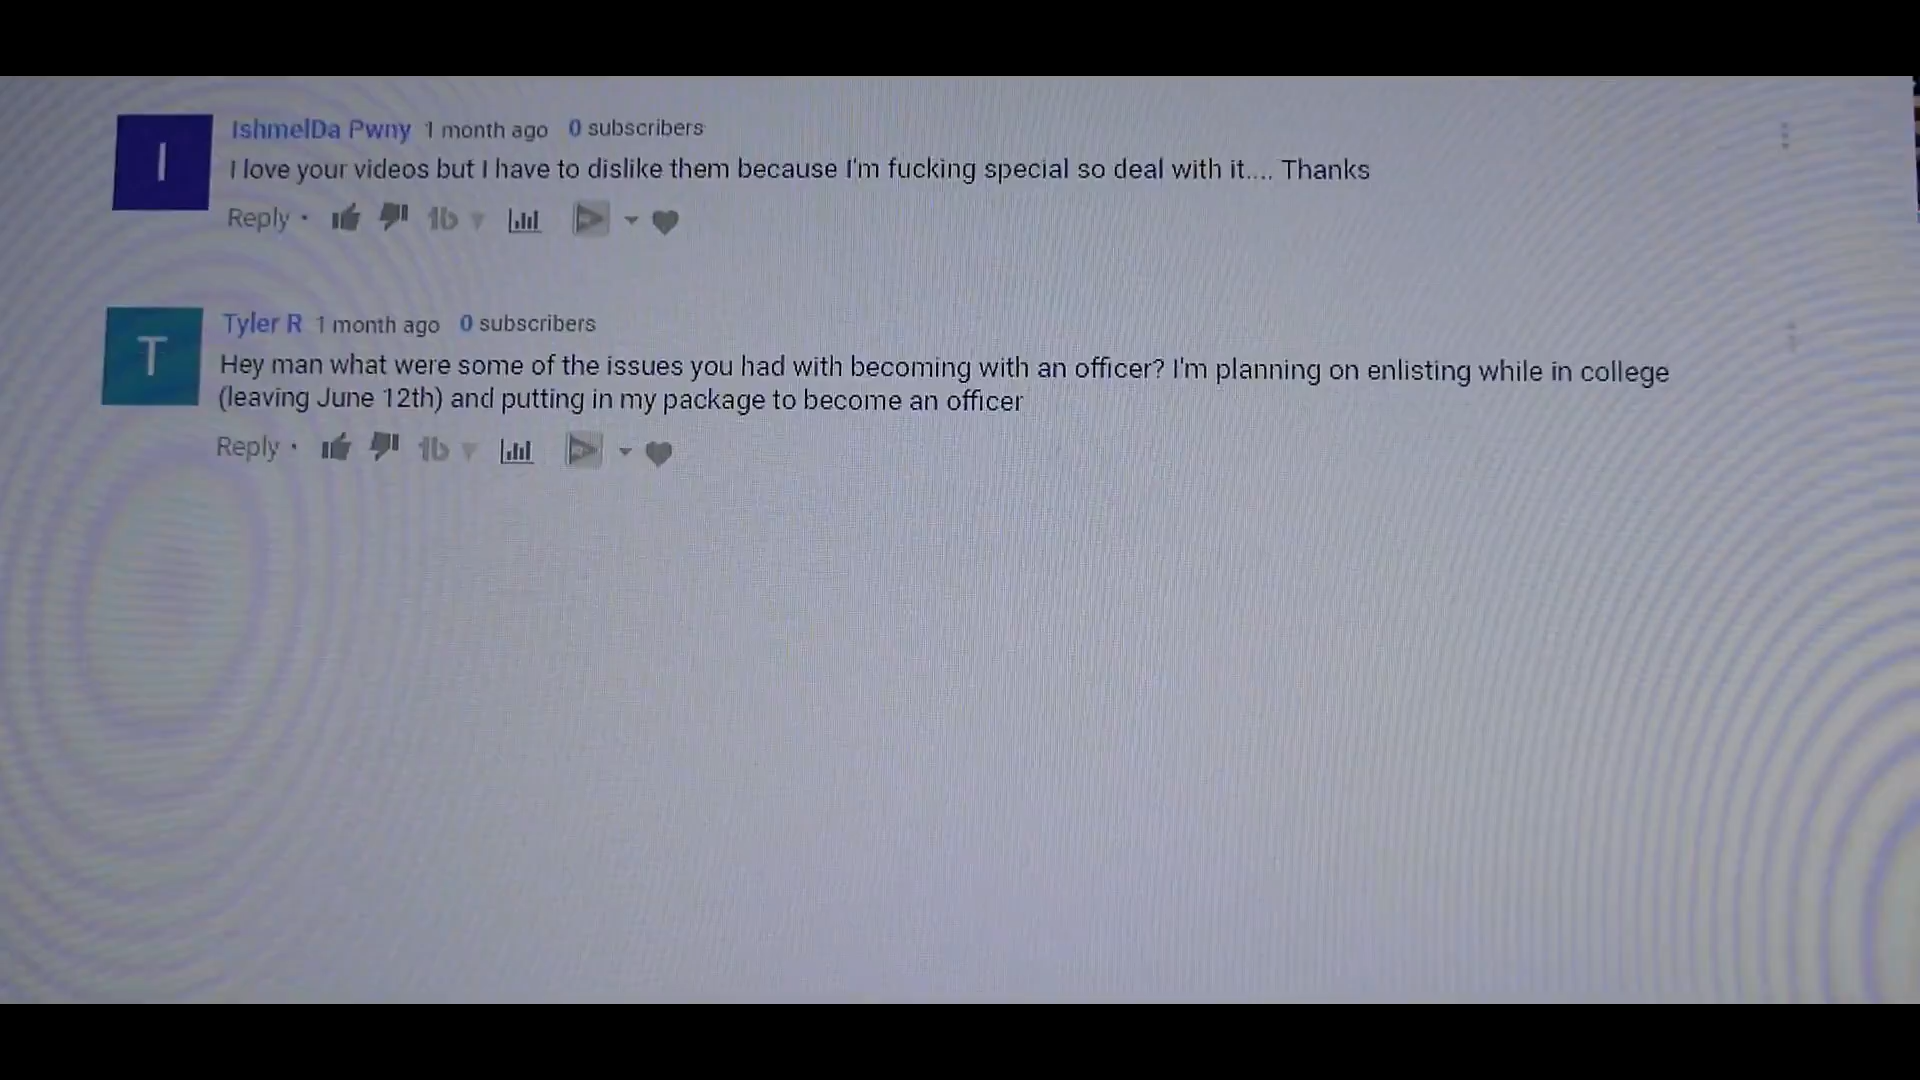 I
IshmelDa Pwny 1 month ago 0 subscribers
I love your videos but I have to dislike them because I'm fucking special so deal with it.... Thanks
Reply •
T
Tyler R 1 month ago 0 subscribers
Hey man what were some of the issues you had with becoming with an officer? I'm planning on enlisting while in college
(leaving June 12th) and putting in my package to become an officer
Reply •